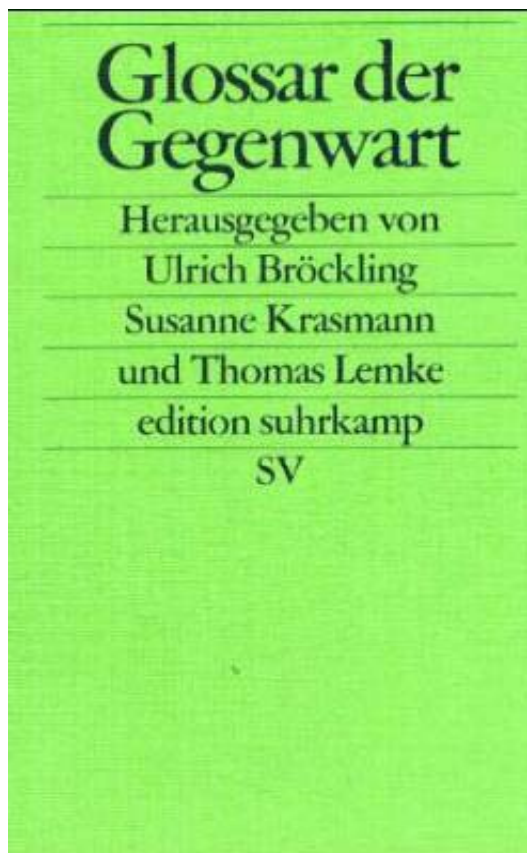 Glossar der
Gegenwart
Herausgegeben von
Ulrich Bröckling
Susanne Krasmann
und Thomas Lemke
edition suhrkamp
SV